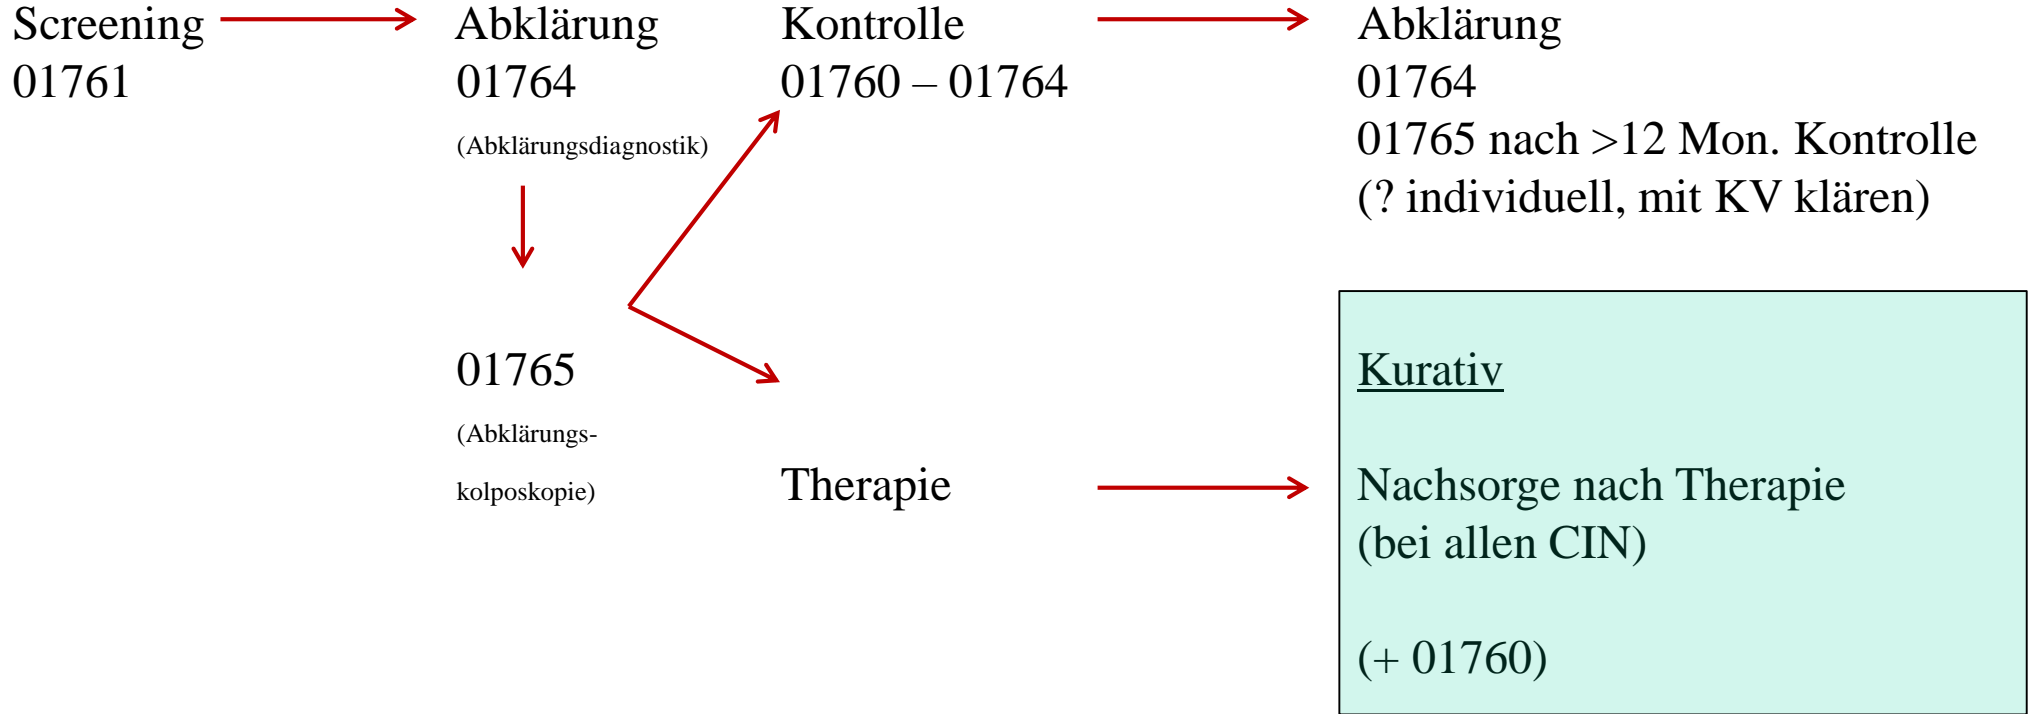 Screening
01761
Abklärung
01764
(Abklärungsdiagnostik)
01765
(Abklärungs-
kolposkopie)
Kontrolle
01760 – 01764
Therapie
Abklärung
01764
01765 nach >12 Mon. Kontrolle
(? individuell, mit KV klären)
Kurativ
Nachsorge nach Therapie
(bei allen CIN)
(+ 01760)